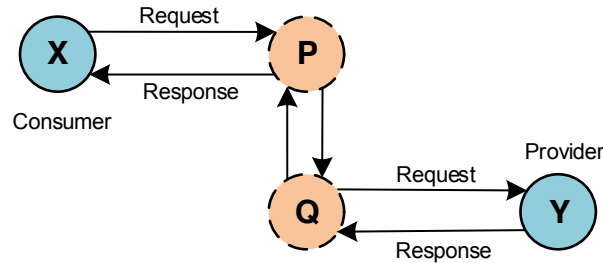 Request
X
P
Response
Consumer
Provider
Request
Q
Y
Response